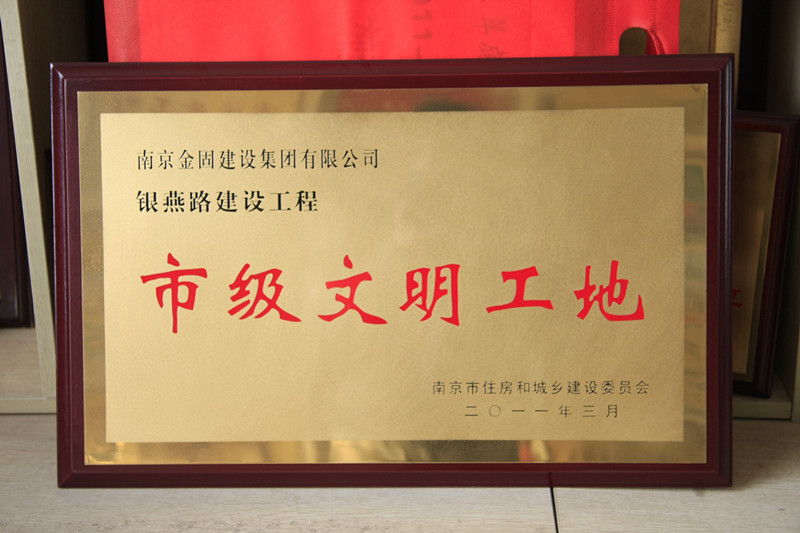 南京金固建设集团有限公司
银燕路建设工程
市级文明工地
南京市住房和城乡建设委员会
二〇一一年三月